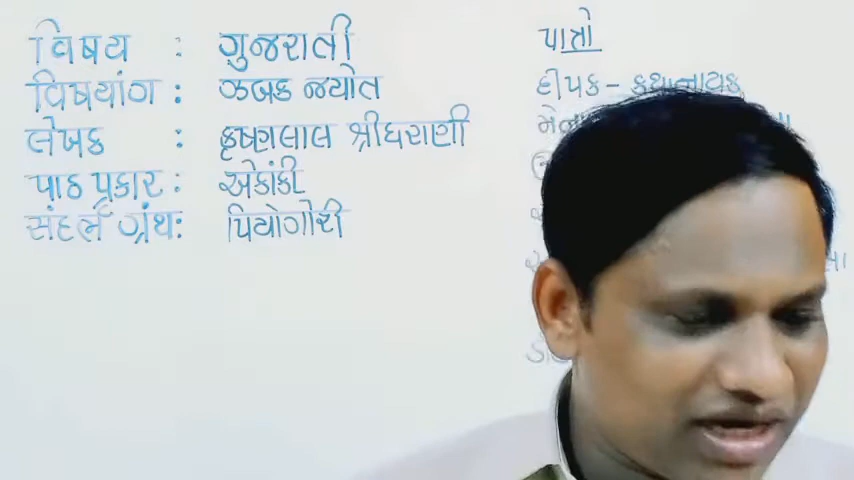 વિષય : ગુજરાતી
વિષયાંગ : ઝબક જ્યોત
લેખક : કૃષ્ણલાલ શ્રીધરાણી
પાઠ પ્રકાર : એકાંકી
સંદર્ભ ગ્રંથ: પિયોગોરી
પાત્રો
દીપક - કથાનાયક